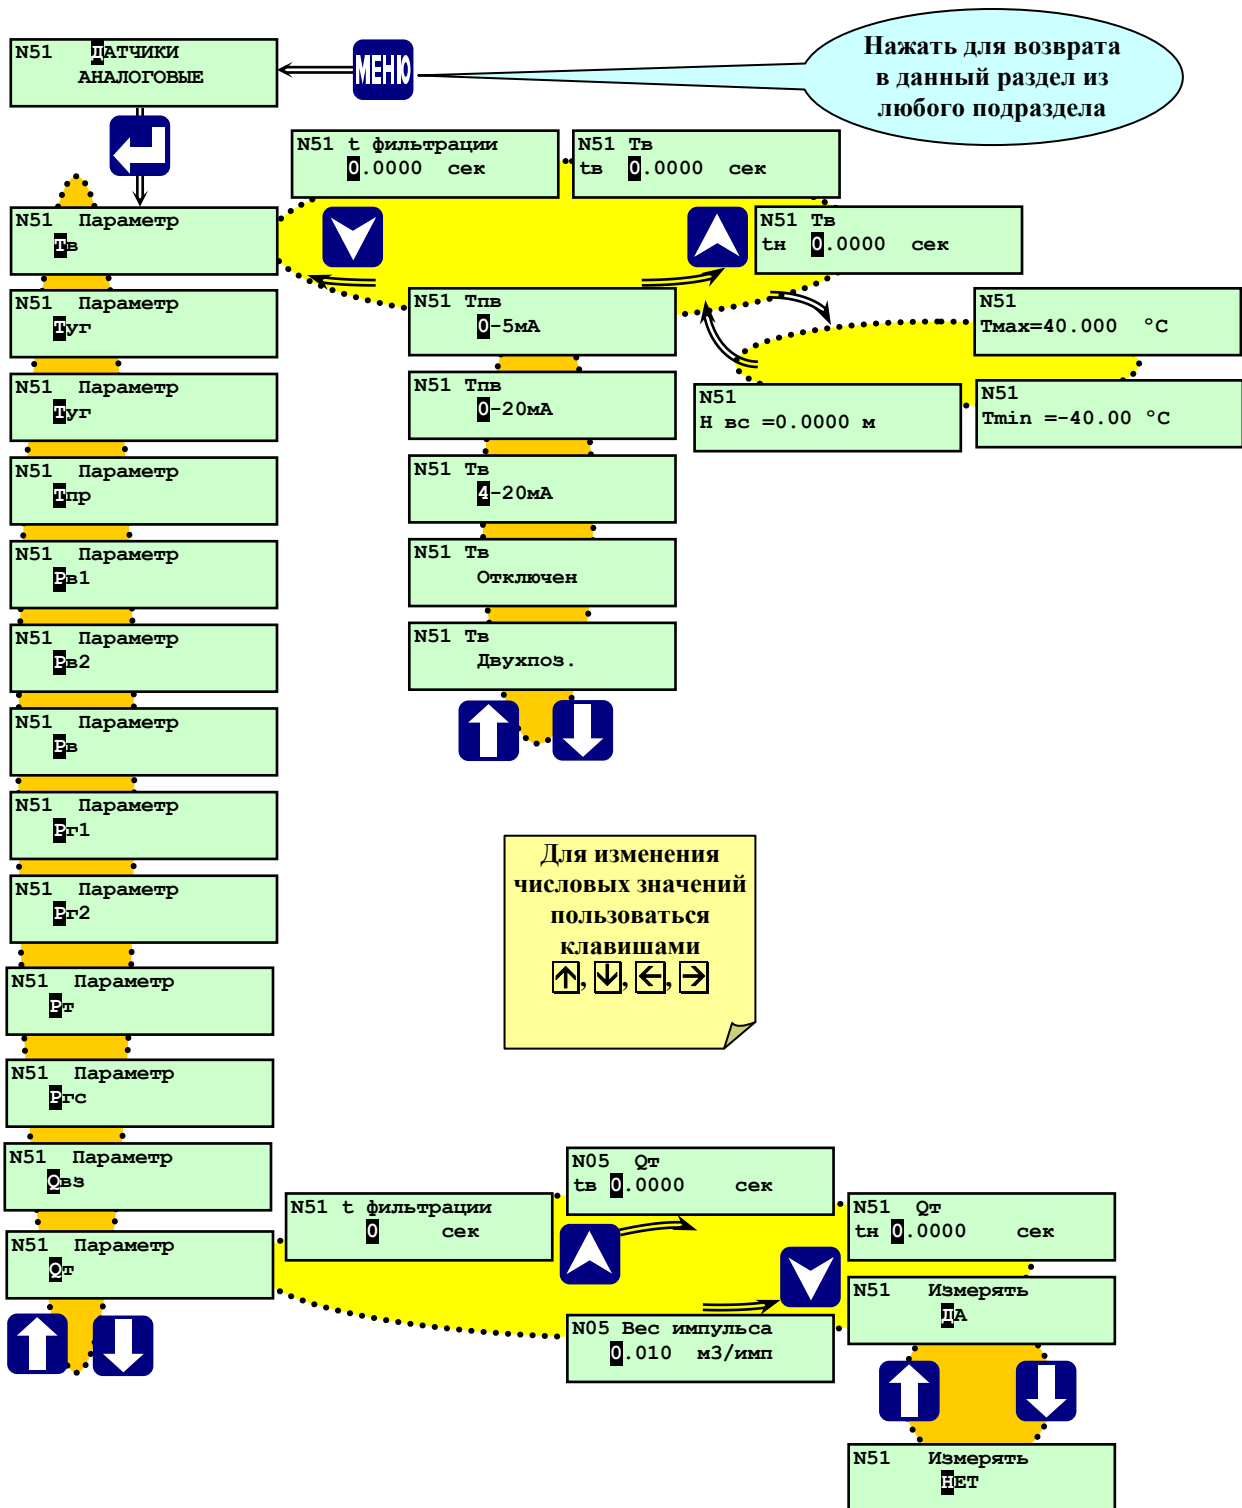 N51 ДАТЧИКИ
АНАЛОГОВЫЕ
МЕНЮ
Нажать для возврата
в данный раздел из
любого подраздела
N51 t фильтрации
0.0000 сек
N51 Тв
tв 0.0000 сек
N51 Тв
tн 0.0000 сек
N51 Параметр
Тв
N51 Параметр
Туг
N51 Параметр
Туг
N51 Параметр
Тпр
N51 Параметр
Рв1
N51 Параметр
Рв2
N51 Параметр
Рв
N51 Параметр
Рг1
N51 Параметр
Рг2
N51 Параметр
Рт
N51 Параметр
Ргс
N51 Параметр
Qвз
N51 Параметр
Qт
N51 Тпв
0-5мА
N51 Тпв
0-20мА
N51 Тв
4-20мА
N51 Тв
Отключен
N51 Тв
Двухпоз.
N51
Tмах=40.000 °C
N51
Tmin =-40.00 °C
N51
Н вс =0.0000 м
Для изменения
числовых значений
пользоваться
клавишами
↑, ↓, ←, →
N51 t фильтрации
0 сек
N05 Qт
tв 0.0000 сек
N51 Qт
tн 0.0000 сек
N05 Вес импульса
0.010 м3/имп
N51 Измерять
ДА
N51 Измерять
НЕТ